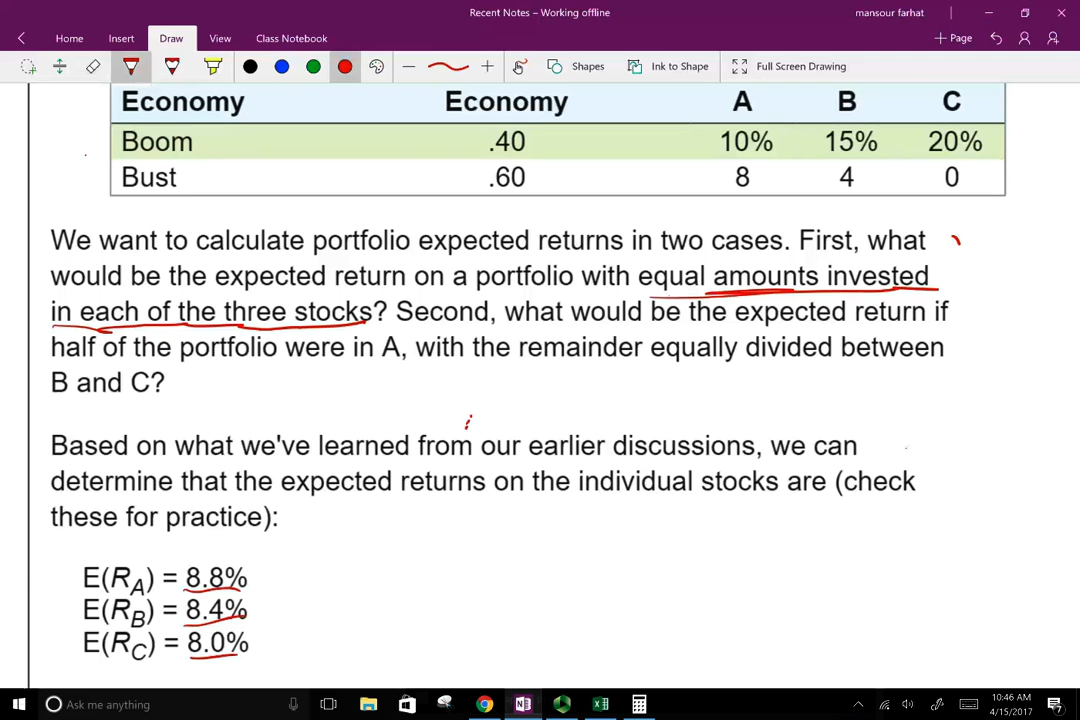 Recent Notes – Working offline
mansour farhat
Home Insert Draw View Class Notebook
Page
Shapes Ink to Shape Full Screen Drawing
Economy Economy A B C
Boom .40 10% 15% 20%
Bust .60 8 4 0
We want to calculate portfolio expected returns in two cases. First, what
would be the expected return on a portfolio with equal amounts invested
in each of the three stocks? Second, what would be the expected return if
half of the portfolio were in A, with the remainder equally divided between
B and C?
Based on what we've learned from our earlier discussions, we can
determine that the expected returns on the individual stocks are (check
these for practice):
E(RA) = 8.8%
E(RB) = 8.4%
E(RC) = 8.0%
Ask me anything
10:46 AM
4/15/2017
7